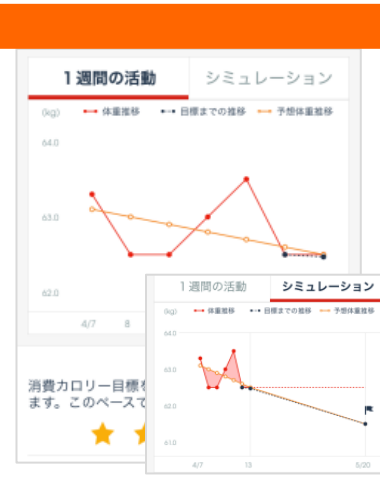 1週間の活動 シミュレーション
(kg) 体重推移 目標までの推移 予想体重推移
64.0
63.0
62.0
4/7 8
消費カロリー目標を
ます。このペースで
1週間の活動 シミュレーション
(kg) 体重推移 目標までの推移 予想体重推移
64.0
63.0
62.0
61.0
4/7 13 5/20